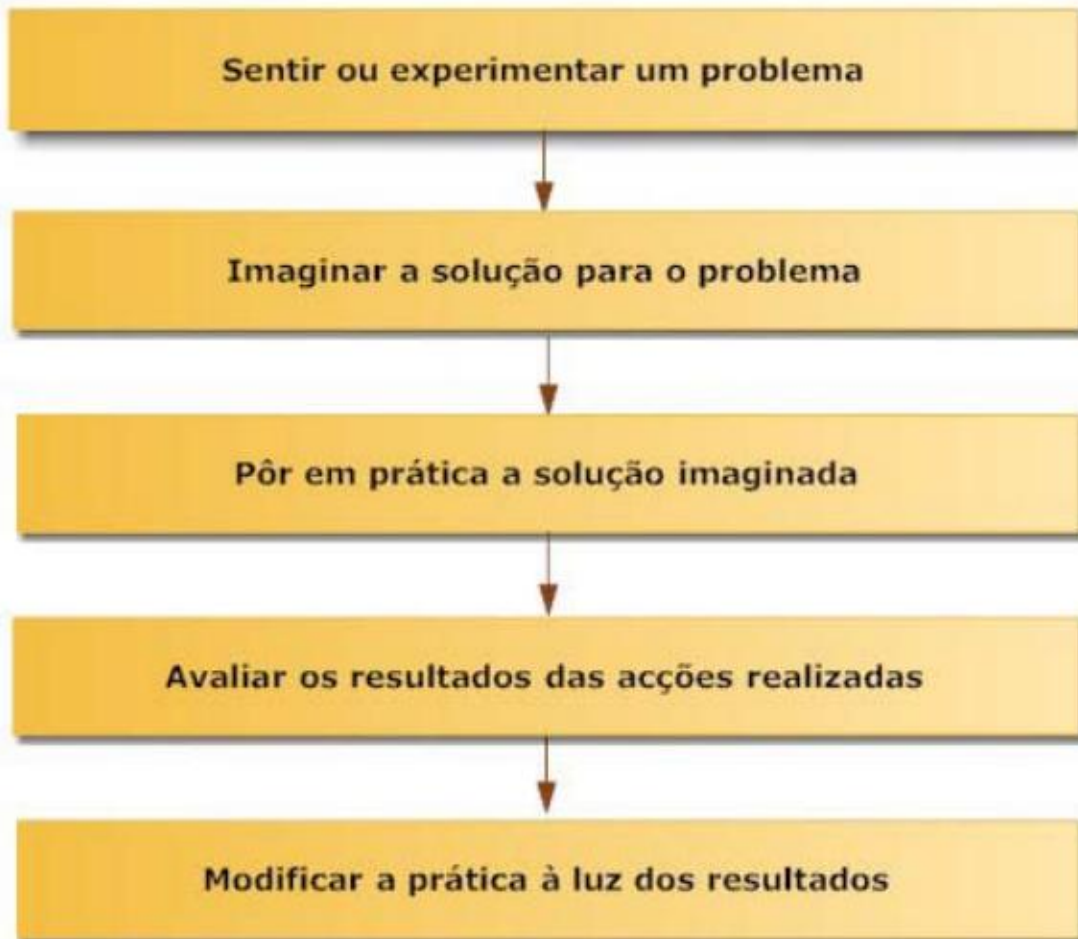 Sentir ou experimentar um problema
Imaginar a solução para o problema
Pôr em prática a solução imaginada
Avaliar os resultados das acções realizadas
Modificar a prática à luz dos resultados